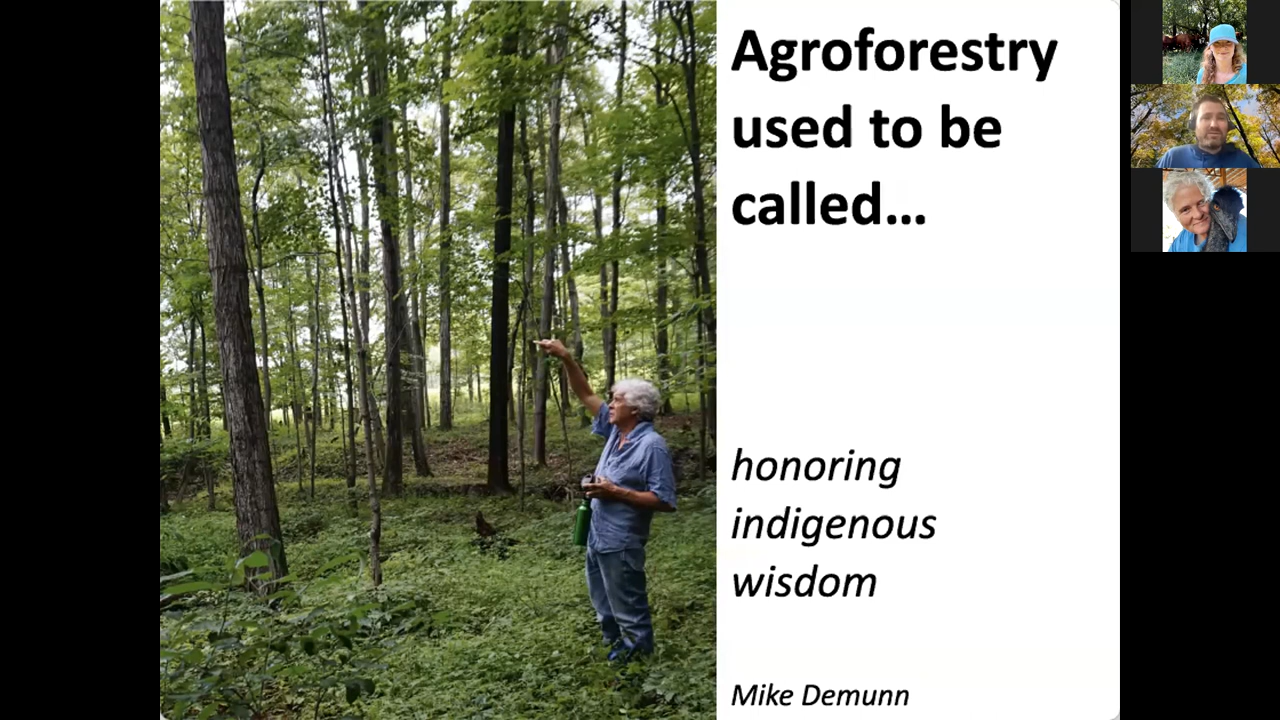 Agroforestry
used to be
called...
honoring
indigenous
wisdom
Mike Demunn